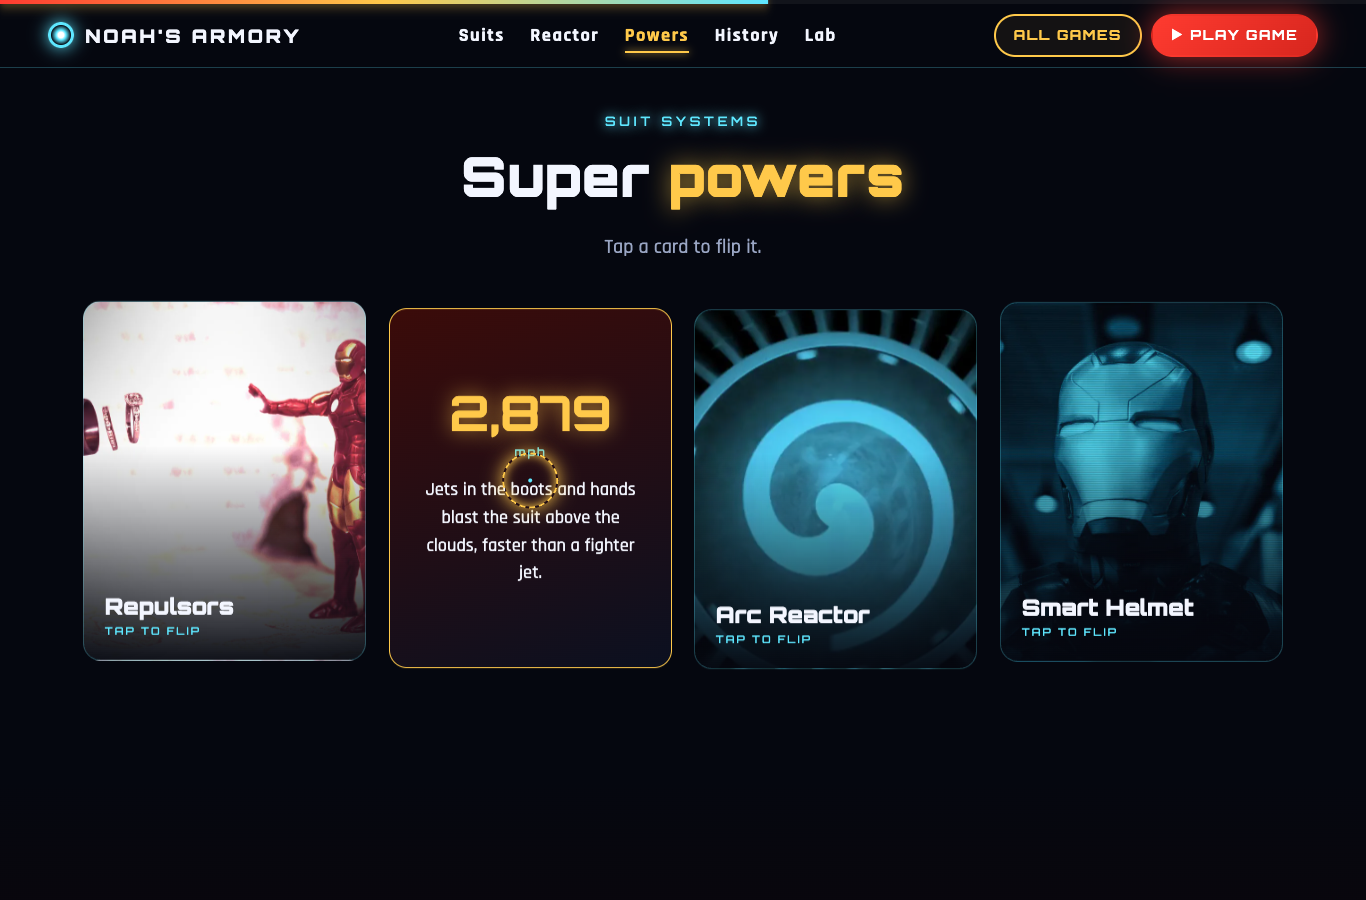 NOAH'S ARMORY
Suits Reactor Powers History Lab
ALL GAMES
PLAY GAME
SUIT SYSTEMS
Super powers
Tap a card to flip it.
Repulsors
TAP TO FLIP
2,879
mph
Jets in the boots and hands
blast the suit above the
clouds, faster than a fighter
jet.
Arc Reactor
TAP TO FLIP
Smart Helmet
TAP TO FLIP